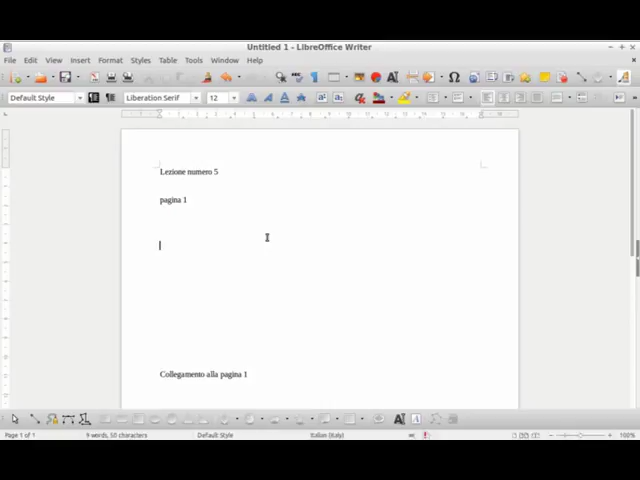 Untitled 1 - LibreOffice Writer
File Edit View Insert Format Styles Table Tools Window Help
Default Style Liberation Serif 12
Lezione numero 5
pagina 1
Collegamento alla pagina 1
Page 1 of 1 9 words, 50 characters Default Style Italian (Italy) 100%